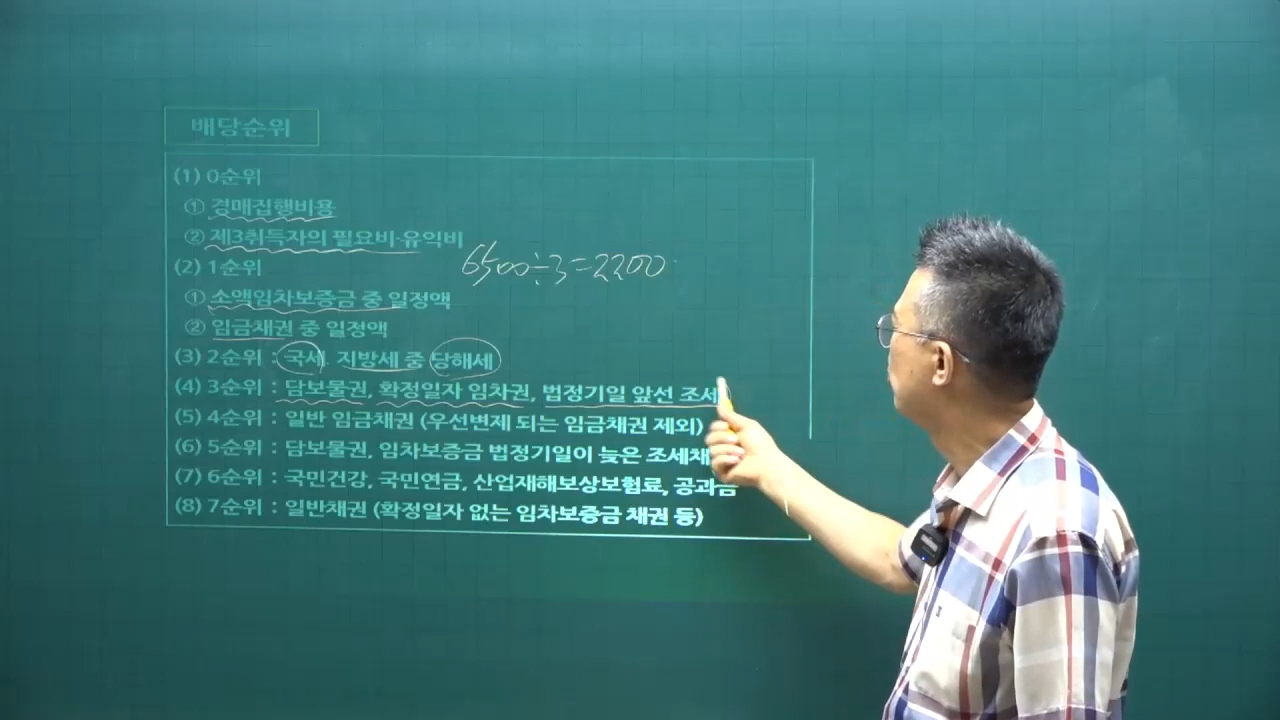 배당순위
(1) 0순위
① 경매집행비용
② 제3취득자의 필요비·유익비
6500÷3=2200
(2) 1순위
① 소액임차보증금 중 일정액
② 임금채권 중 일정액
(3) 2순위 : 국세, 지방세 중 당해세
(4) 3순위 : 담보물권, 확정일자 임차권, 법정기일 앞선 조세
(5) 4순위 : 일반 임금채권 (우선변제 되는 임금채권 제외)
(6) 5순위 : 담보물권, 임차보증금 법정기일이 늦은 조세채
(7) 6순위 : 국민건강, 국민연금, 산업재해보상보험료, 공과금
(8) 7순위 : 일반채권 (확정일자 없는 임차보증금 채권 등)